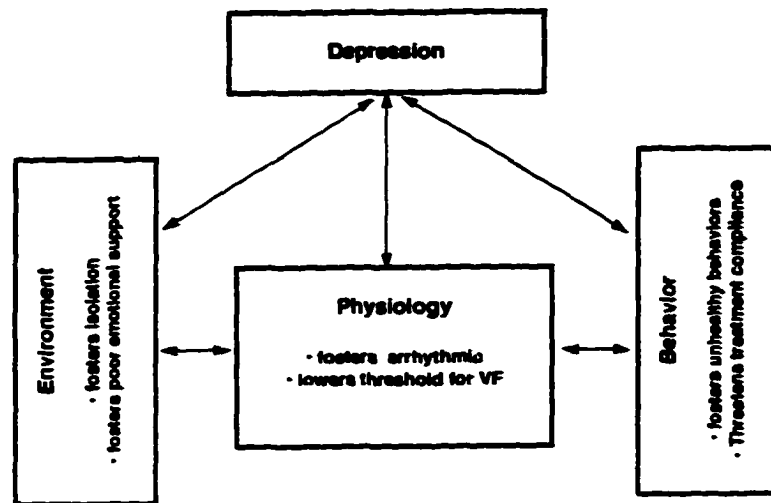 Depression
Environment
· fosters isolation
· fosters poor emotional support
Physiology
· fosters arrhythmic
· lowers threshold for VF
Behavior
· fosters unhealthy behaviors
· Threatens treatment compliance